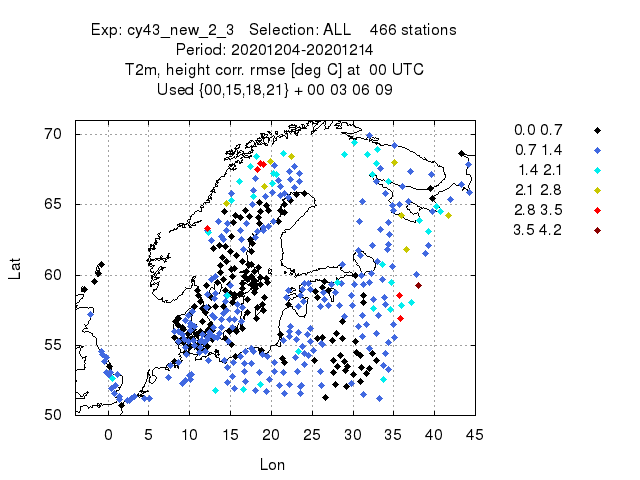 Exp: cy43_new_2_3 Selection: ALL 466 stations
Period: 20201204-20201214
T2m, height corr. rmse [deg C] at 00 UTC
Used {00,15,18,21} + 00 03 06 09
70
65
60
55
50
Lat
0 5 10 15 20 25 30 35 40 45
Lon
0.0 0.7
0.7 1.4
1.4 2.1
2.1 2.8
2.8 3.5
3.5 4.2